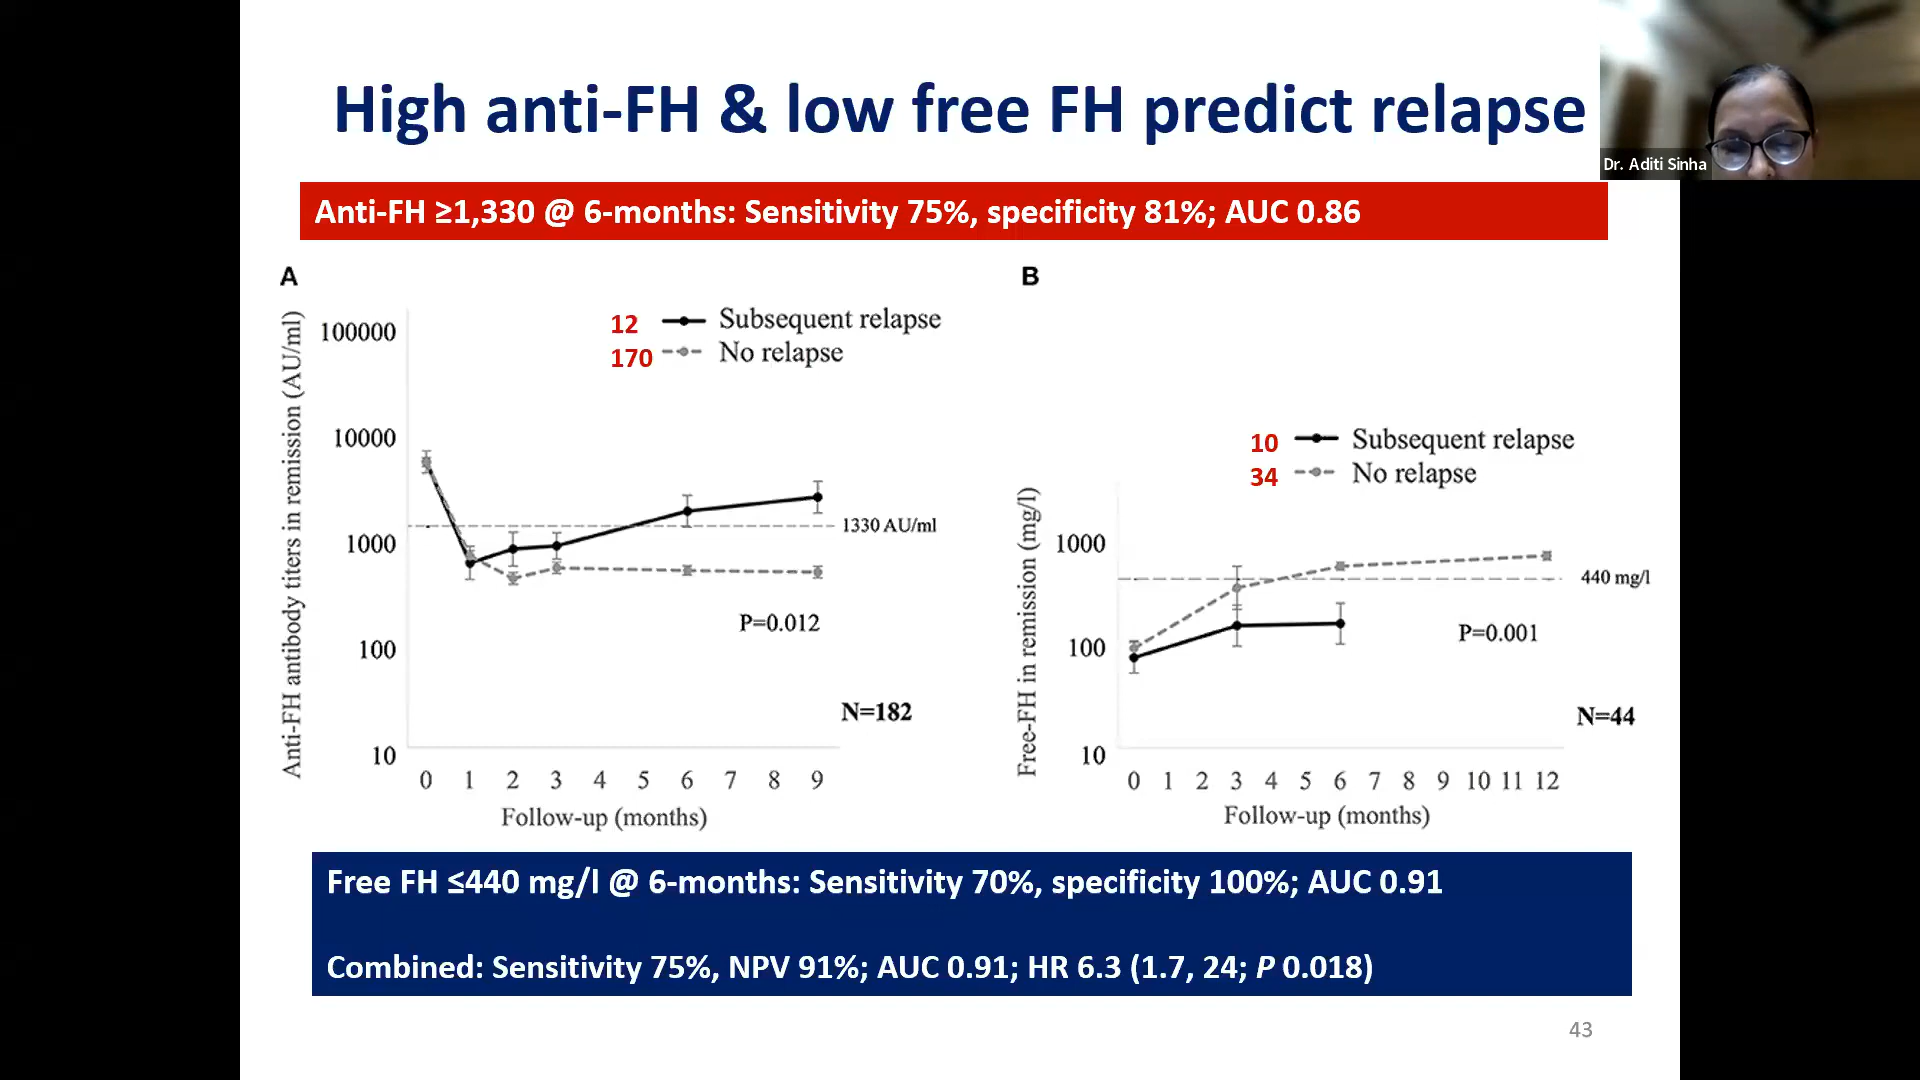 High anti-FH & low free FH predict relapse
Dr. Aditi Sinha
Anti-FH ≥1,330 @ 6-months: Sensitivity 75%, specificity 81%; AUC 0.86
A
Anti-FH antibody titers in remission (AU/ml)
100000
10000
1000
100
10
12 Subsequent relapse
170 No relapse
1330 AU/ml
P=0.012
N=182
0 1 2 3 4 5 6 7 8 9
Follow-up (months)
B
Free-FH in remission (mg/l)
1000
100
10
10 Subsequent relapse
34 No relapse
440 mg/l
P=0.001
N=44
0 1 2 3 4 5 6 7 8 9 10 11 12
Follow-up (months)
Free FH ≤440 mg/l @ 6-months: Sensitivity 70%, specificity 100%; AUC 0.91
Combined: Sensitivity 75%, NPV 91%; AUC 0.91; HR 6.3 (1.7, 24; P 0.018)
43